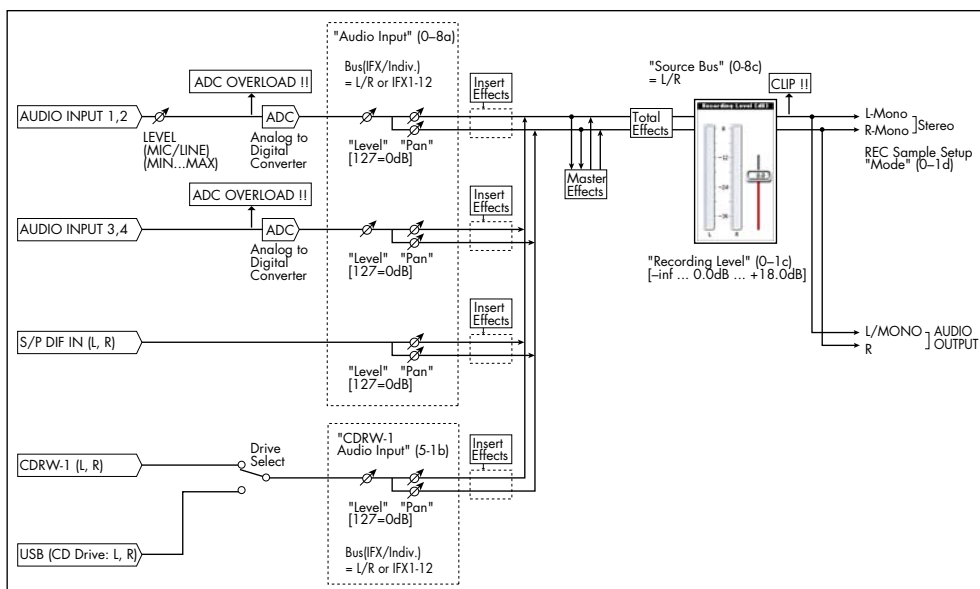 "Audio Input" (0–8a)
Bus(IFX/Indiv.)
= L/R or IFX1-12
"Source Bus" (0-8c)
= L/R
ADC OVERLOAD !!
Insert
Effects
CLIP !!
Recording Level Edit
AUDIO INPUT 1,2
ADC
Total
Effects
L-Mono
R-Mono
Stereo
LEVEL
(MIC/LINE)
(MIN...MAX)
Analog to
Digital
Converter
"Level" "Pan"
[127=0dB]
Master
Effects
REC Sample Setup
"Mode" (0–1d)
0
-12
-24
-36
L R
ADC OVERLOAD !!
Insert
Effects
AUDIO INPUT 3,4
ADC
Analog to
Digital
Converter
"Level" "Pan"
[127=0dB]
"Recording Level" (0–1c)
[–inf ... 0.0dB ... +18.0dB]
Insert
Effects
S/P DIF IN (L, R)
"Level" "Pan"
[127=0dB]
L/MONO
R
AUDIO
OUTPUT
"CDRW-1
Audio Input" (5-1b)
Insert
Effects
Drive
Select
CDRW-1 (L, R)
"Level" "Pan"
[127=0dB]
USB (CD Drive: L, R)
Bus(IFX/Indiv.)
= L/R or IFX1-12